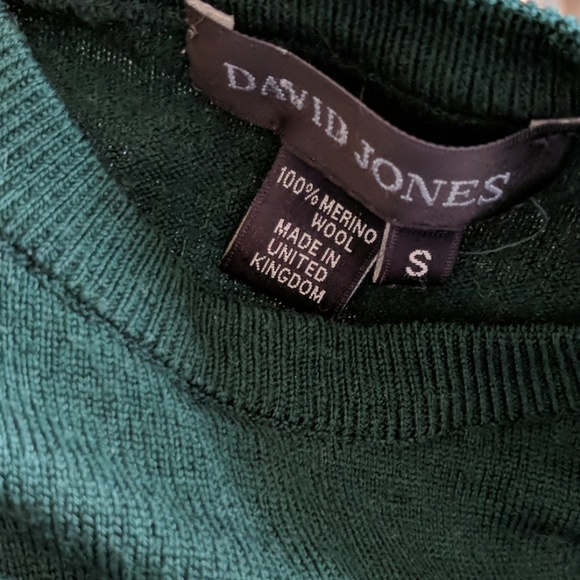 DAVID JONES
100% MERINO
WOOL
MADE IN
UNITED
KINGDOM
S